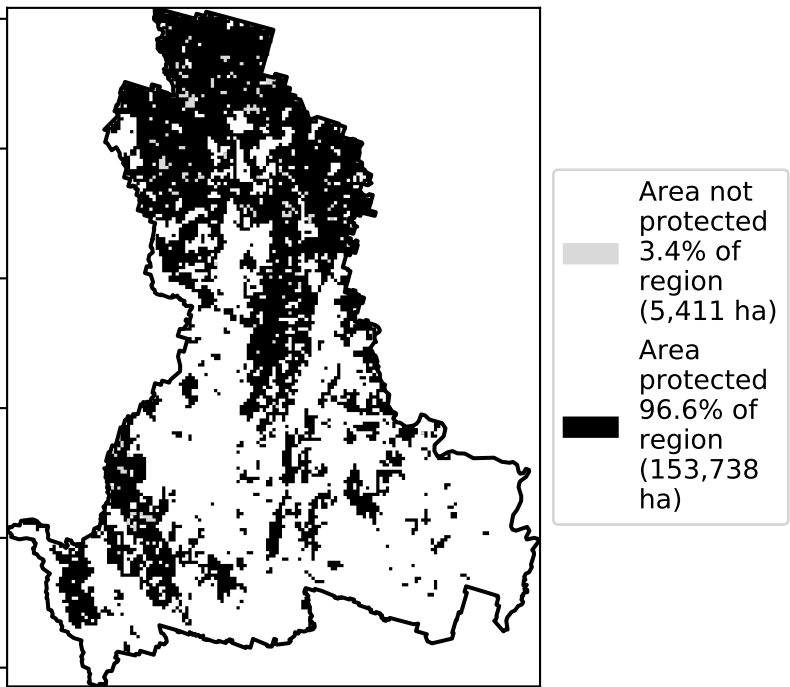 Area not
protected
3.4% of
region
(5,411 ha)
Area
protected
96.6% of
region
(153,738
ha)